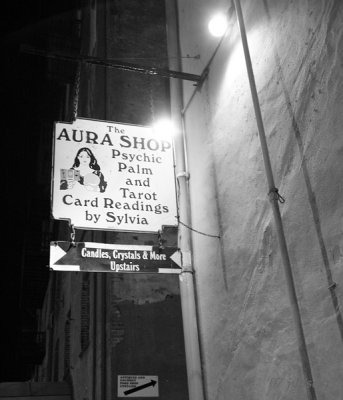 The
AURA SHOP
Psychic
Palm
and
Tarot
Card Readings
by Sylvia
Candles, Crystals & More
Upstairs